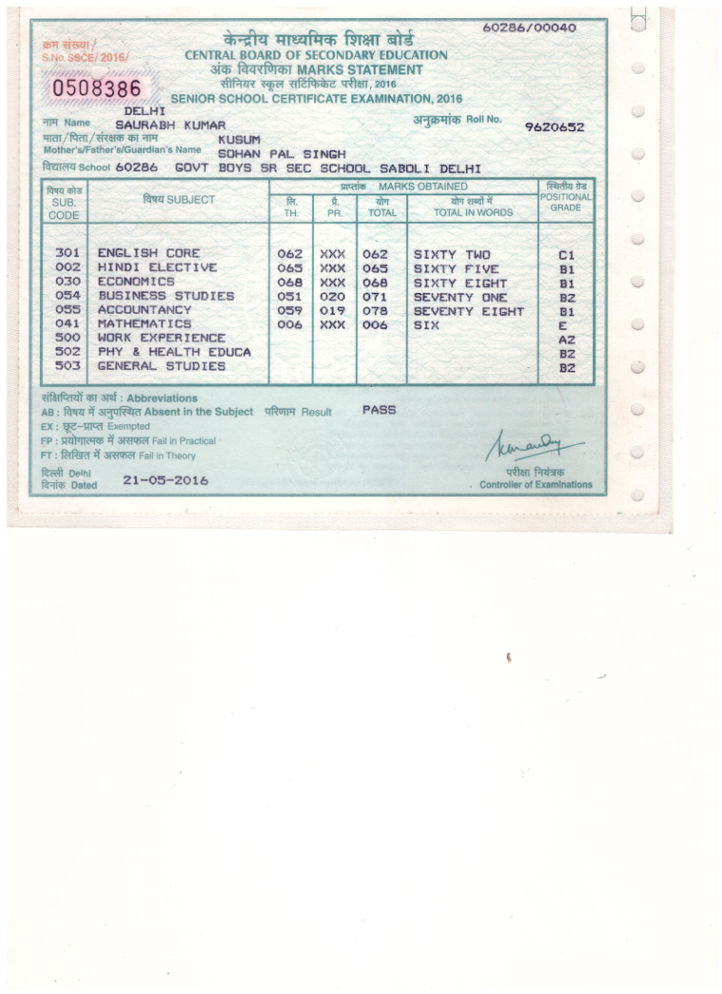 60286/00040
क्रम संख्या/
S.No. SSCE/2016/
0508386
केन्द्रीय माध्यमिक शिक्षा बोर्ड
CENTRAL BOARD OF SECONDARY EDUCATION
अंक विवरणिका MARKS STATEMENT
सीनियर स्कूल सर्टिफिकेट परीक्षा, 2016
SENIOR SCHOOL CERTIFICATE EXAMINATION, 2016
DELHI
नाम Name SAURABH KUMAR अनुक्रमांक Roll No. 9620652
माता/पिता/संरक्षक का नाम KUSUM
Mother's/Father's/Guardian's Name SOHAN PAL SINGH
विद्यालय School 60286 GOVT BOYS SR SEC SCHOOL SABOLI DELHI
विषय कोड SUB. CODE विषय SUBJECT प्राप्तांक MARKS OBTAINED स्थितीय ग्रेड POSITIONAL GRADE
लि. TH. प्रै. PR. योग TOTAL योग शब्दों में TOTAL IN WORDS
301 ENGLISH CORE 062 XXX 062 SIXTY TWO C1
002 HINDI ELECTIVE 065 XXX 065 SIXTY FIVE B1
030 ECONOMICS 068 XXX 068 SIXTY EIGHT B1
054 BUSINESS STUDIES 051 020 071 SEVENTY ONE B2
055 ACCOUNTANCY 059 019 078 SEVENTY EIGHT B1
041 MATHEMATICS 006 XXX 006 SIX E
500 WORK EXPERIENCE A2
502 PHY & HEALTH EDUCA B2
503 GENERAL STUDIES B2
संक्षिप्तियों का अर्थ : Abbreviations
AB : विषय में अनुपस्थित Absent in the Subject परिणाम Result PASS
EX : छूट-प्राप्त Exempted
FP : प्रयोगात्मक में असफल Fail in Practical
FT : लिखित में असफल Fail in Theory
दिल्ली Delhi
दिनांक Dated 21-05-2016
परीक्षा नियंत्रक
Controller of Examinations